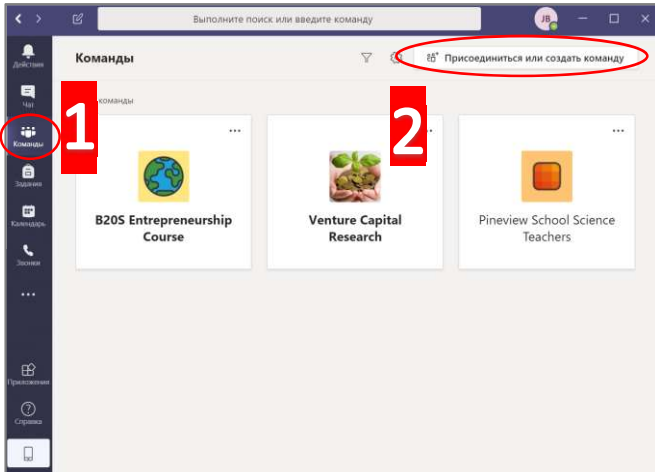 Выполните поиск или введите команду
JB
Действия
Команды
Присоединиться или создать команду
Чат
1
команды
2
Команды
Задания
B20S Entrepreneurship
Course
Venture Capital
Research
Pineview School Science
Teachers
Календарь
Звонки
Приложения
Справка